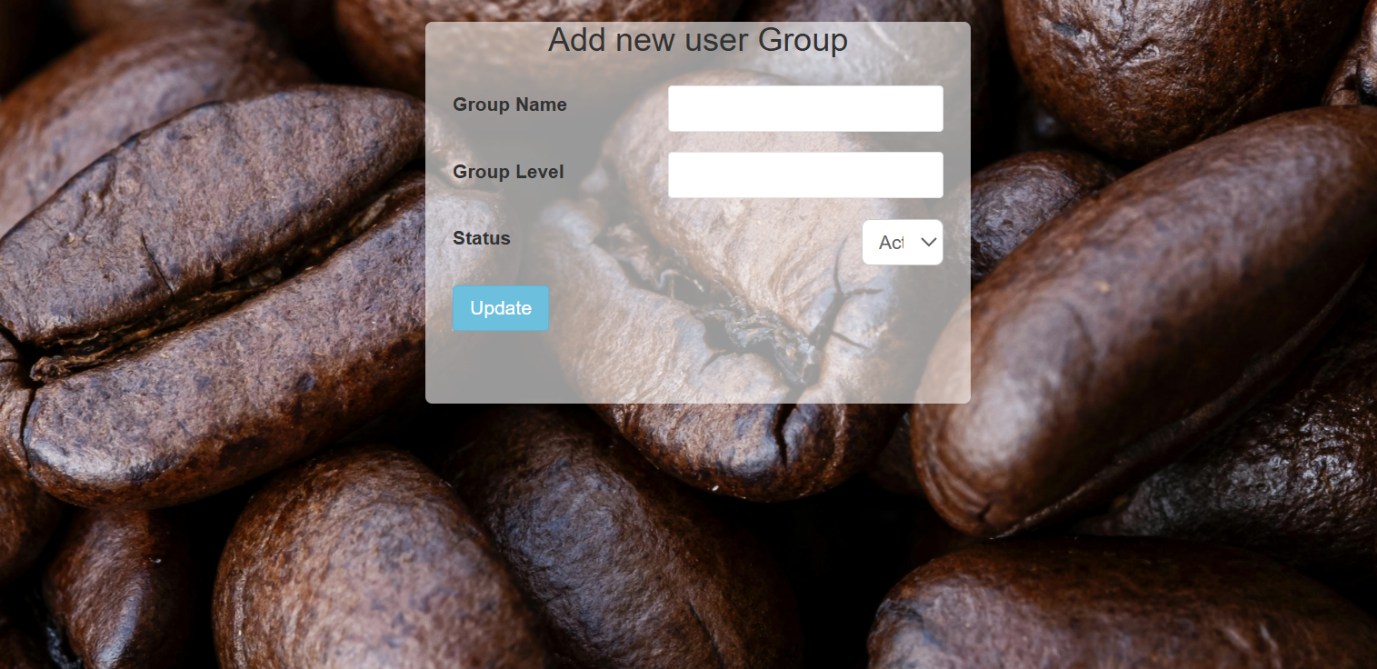 Add new user Group
Group Name
Group Level
Status
Act
Update